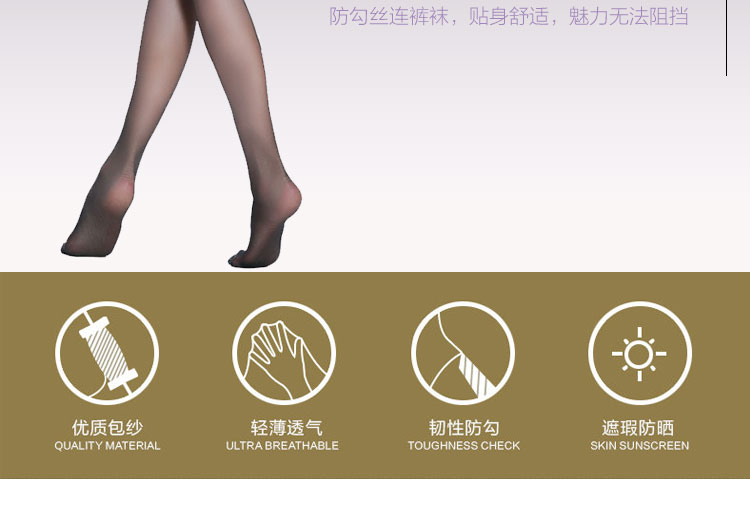 防勾丝连裤袜，贴身舒适，魅力无法阻挡
优质包纱
QUALITY MATERIAL
轻薄透气
ULTRA BREATHABLE
韧性防勾
TOUGHNESS CHECK
遮瑕防晒
SKIN SUNSCREEN